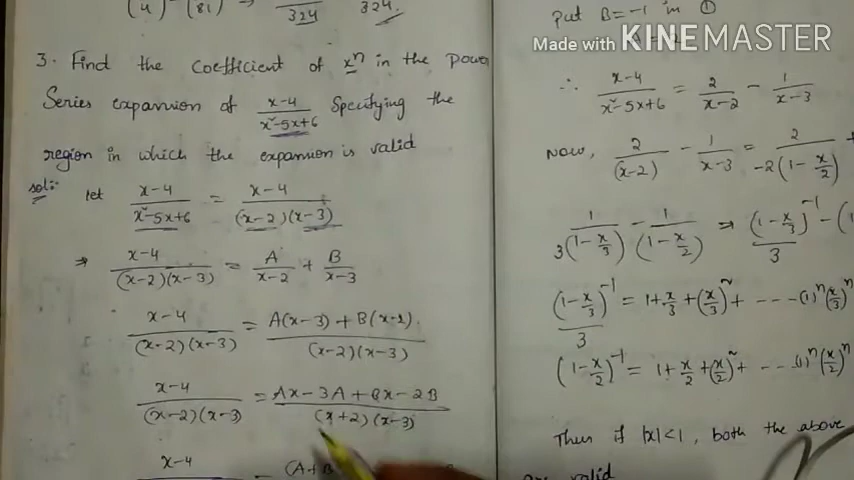 (4) - (81) ⇒ /324 324.
3. Find the coefficient of xⁿ in the power
Series expansion of x-4/x²-5x+6 Specifying the
region in which the expansion is valid
sol:- let x-4/x²-5x+6 = x-4/(x-2)(x-3)
⇒ x-4/(x-2)(x-3) = A/x-2 + B/x-3
x-4/(x-2)(x-3) = A(x-3)+B(x-2)/(x-2)(x-3)
x-4/(x-2)(x-3) = Ax-3A+Bx-2B/(x+2)(x-3)
x-4 = (A+B
put B=-1 in ①
Made with KINEMASTER
∴ x-4/x²-5x+6 = 2/x-2 - 1/x-3
Now, 2/(x-2) - 1/x-3 = 2/-2(1-x/2) +
1/3(1-x/3) - 1/(1-x/2) ⇒ (1-x/3)⁻¹/3 - (1
(1-x/3)⁻¹/3 = 1+x/3+(x/3)²+ ----(1)ⁿ(x/3)ⁿ
(1-x/2)⁻¹ = 1+x/2+(x/2)²+ ---(1)ⁿ(x/2)ⁿ
Thus if |x|<1, both the above
are valid